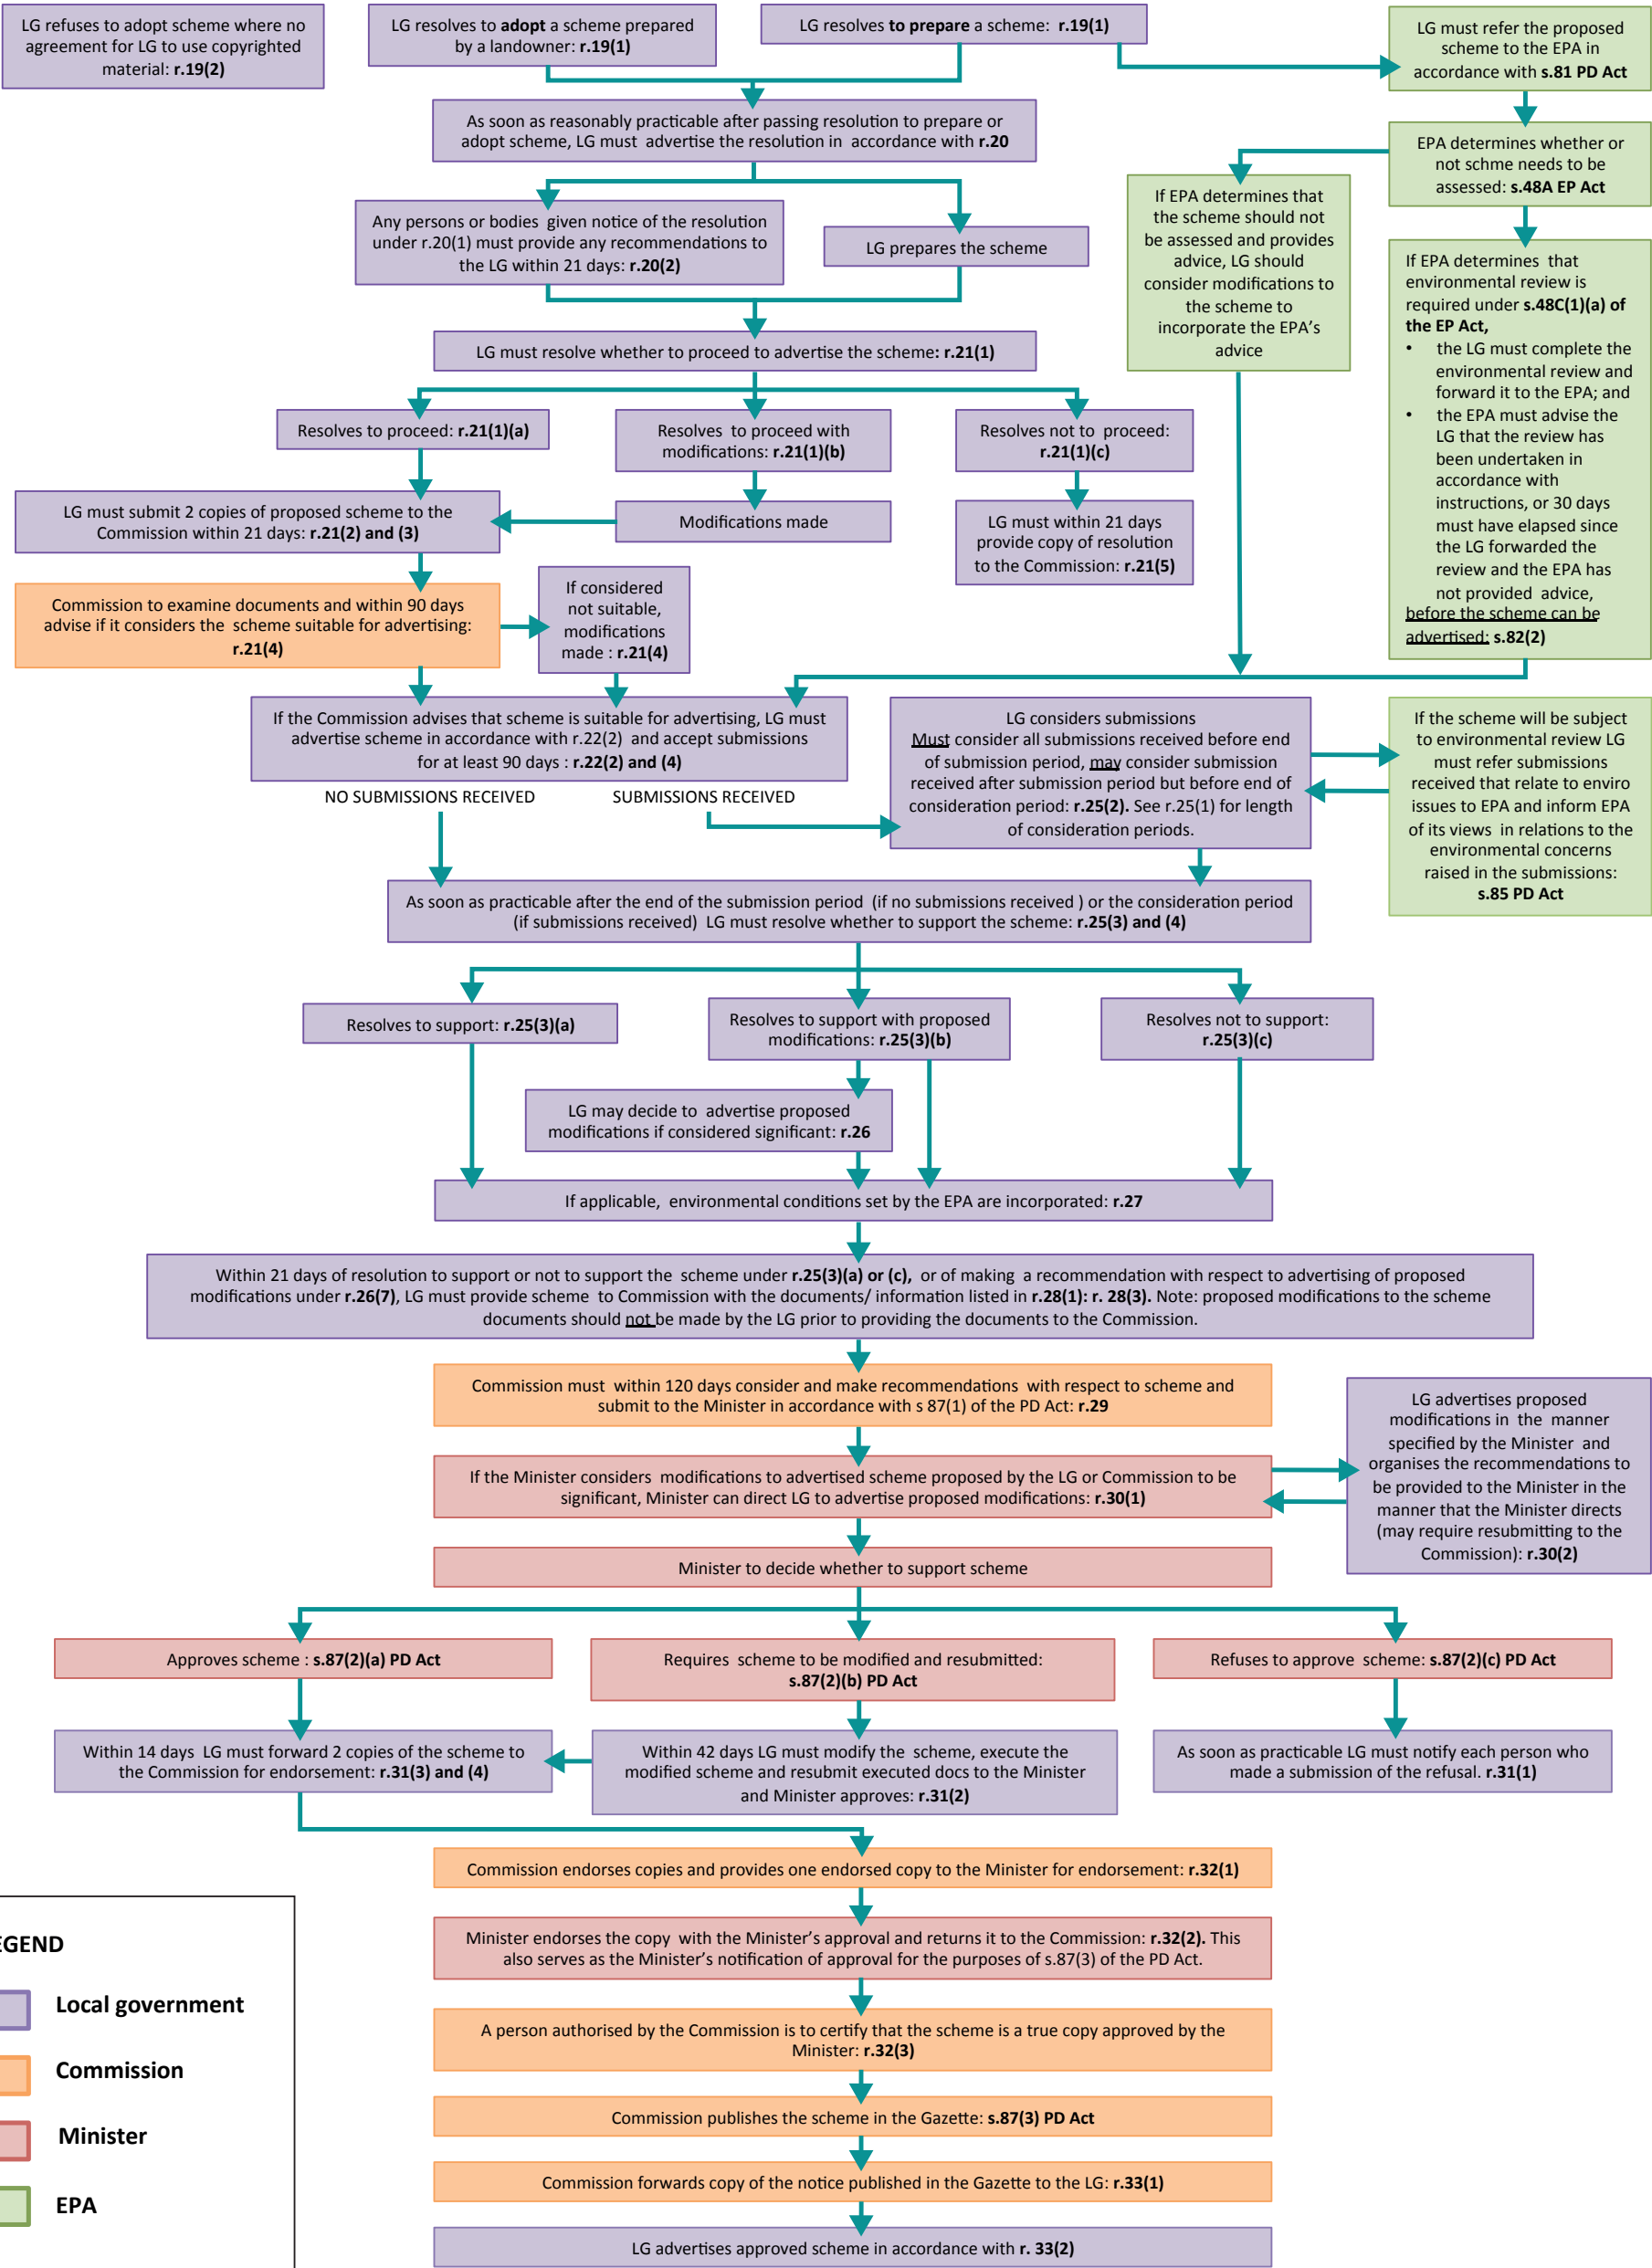 LG refuses to adopt scheme where no
agreement for LG to use copyrighted
material: r.19(2)
LG resolves to adopt a scheme prepared
by a landowner: r.19(1)
LG resolves to prepare a scheme: r.19(1)
LG must refer the proposed
scheme to the EPA in
accordance with s.81 PD Act
As soon as reasonably practicable after passing resolution to prepare or
adopt scheme, LG must advertise the resolution in accordance with r.20
EPA determines whether or
not schme needs to be
assessed: s.48A EP Act
If EPA determines that
the scheme should not
be assessed and provides
advice, LG should
consider modifications to
the scheme to
incorporate the EPA's
advice
Any persons or bodies given notice of the resolution
under r.20(1) must provide any recommendations to
the LG within 21 days: r.20(2)
LG prepares the scheme
If EPA determines that
environmental review is
required under s.48C(1)(a) of
the EP Act,
• the LG must complete the
environmental review and
forward it to the EPA; and
• the EPA must advise the
LG that the review has
been undertaken in
accordance with
instructions, or 30 days
must have elapsed since
the LG forwarded the
review and the EPA has
not provided advice,
before the scheme can be
advertised: s.82(2)
LG must resolve whether to proceed to advertise the scheme: r.21(1)
Resolves to proceed: r.21(1)(a)
Resolves to proceed with
modifications: r.21(1)(b)
Resolves not to proceed:
r.21(1)(c)
LG must submit 2 copies of proposed scheme to the
Commission within 21 days: r.21(2) and (3)
Modifications made
LG must within 21 days
provide copy of resolution
to the Commission: r.21(5)
Commission to examine documents and within 90 days
advise if it considers the scheme suitable for advertising:
r.21(4)
If considered
not suitable,
modifications
made : r.21(4)
If the Commission advises that scheme is suitable for advertising, LG must
advertise scheme in accordance with r.22(2) and accept submissions
for at least 90 days : r.22(2) and (4)
LG considers submissions
Must consider all submissions received before end
of submission period, may consider submission
received after submission period but before end of
consideration period: r.25(2). See r.25(1) for length
of consideration periods.
If the scheme will be subject
to environmental review LG
must refer submissions
received that relate to enviro
issues to EPA and inform EPA
of its views in relations to the
environmental concerns
raised in the submissions:
s.85 PD Act
NO SUBMISSIONS RECEIVED
SUBMISSIONS RECEIVED
As soon as practicable after the end of the submission period (if no submissions received ) or the consideration period
(if submissions received) LG must resolve whether to support the scheme: r.25(3) and (4)
Resolves to support: r.25(3)(a)
Resolves to support with proposed
modifications: r.25(3)(b)
Resolves not to support:
r.25(3)(c)
LG may decide to advertise proposed
modifications if considered significant: r.26
If applicable, environmental conditions set by the EPA are incorporated: r.27
Within 21 days of resolution to support or not to support the scheme under r.25(3)(a) or (c), or of making a recommendation with respect to advertising of proposed
modifications under r.26(7), LG must provide scheme to Commission with the documents/ information listed in r.28(1): r. 28(3). Note: proposed modifications to the scheme
documents should not be made by the LG prior to providing the documents to the Commission.
Commission must within 120 days consider and make recommendations with respect to scheme and
submit to the Minister in accordance with s 87(1) of the PD Act: r.29
If the Minister considers modifications to advertised scheme proposed by the LG or Commission to be
significant, Minister can direct LG to advertise proposed modifications: r.30(1)
LG advertises proposed
modifications in the manner
specified by the Minister and
organises the recommendations to
be provided to the Minister in the
manner that the Minister directs
(may require resubmitting to the
Commission): r.30(2)
Minister to decide whether to support scheme
Approves scheme : s.87(2)(a) PD Act
Requires scheme to be modified and resubmitted:
s.87(2)(b) PD Act
Refuses to approve scheme: s.87(2)(c) PD Act
Within 14 days LG must forward 2 copies of the scheme to
the Commission for endorsement: r.31(3) and (4)
Within 42 days LG must modify the scheme, execute the
modified scheme and resubmit executed docs to the Minister
and Minister approves: r.31(2)
As soon as practicable LG must notify each person who
made a submission of the refusal. r.31(1)
Commission endorses copies and provides one endorsed copy to the Minister for endorsement: r.32(1)
Minister endorses the copy with the Minister's approval and returns it to the Commission: r.32(2). This
also serves as the Minister's notification of approval for the purposes of s.87(3) of the PD Act.
A person authorised by the Commission is to certify that the scheme is a true copy approved by the
Minister: r.32(3)
Commission publishes the scheme in the Gazette: s.87(3) PD Act
Commission forwards copy of the notice published in the Gazette to the LG: r.33(1)
LG advertises approved scheme in accordance with r. 33(2)
EGEND
Local government
Commission
Minister
EPA